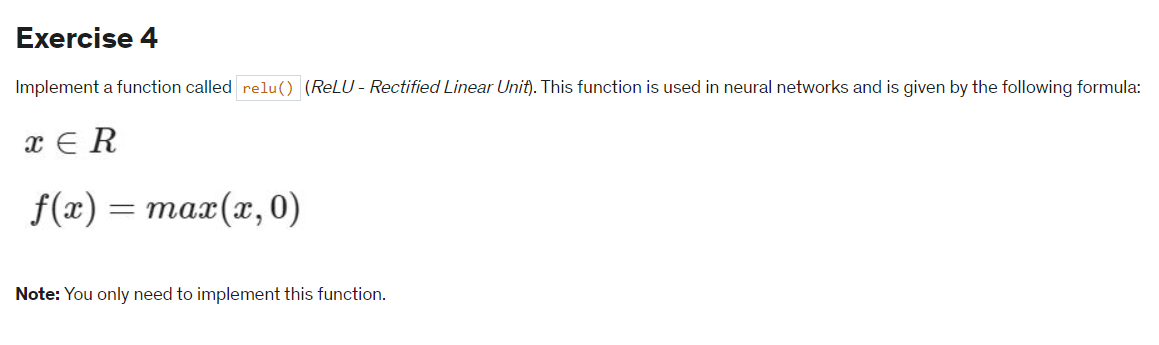 Exercise 4
Implement a function called relu() (ReLU - Rectified Linear Unit). This function is used in neural networks and is given by the following formula:
x ∈ R
f(x) = max(x, 0)
Note: You only need to implement this function.